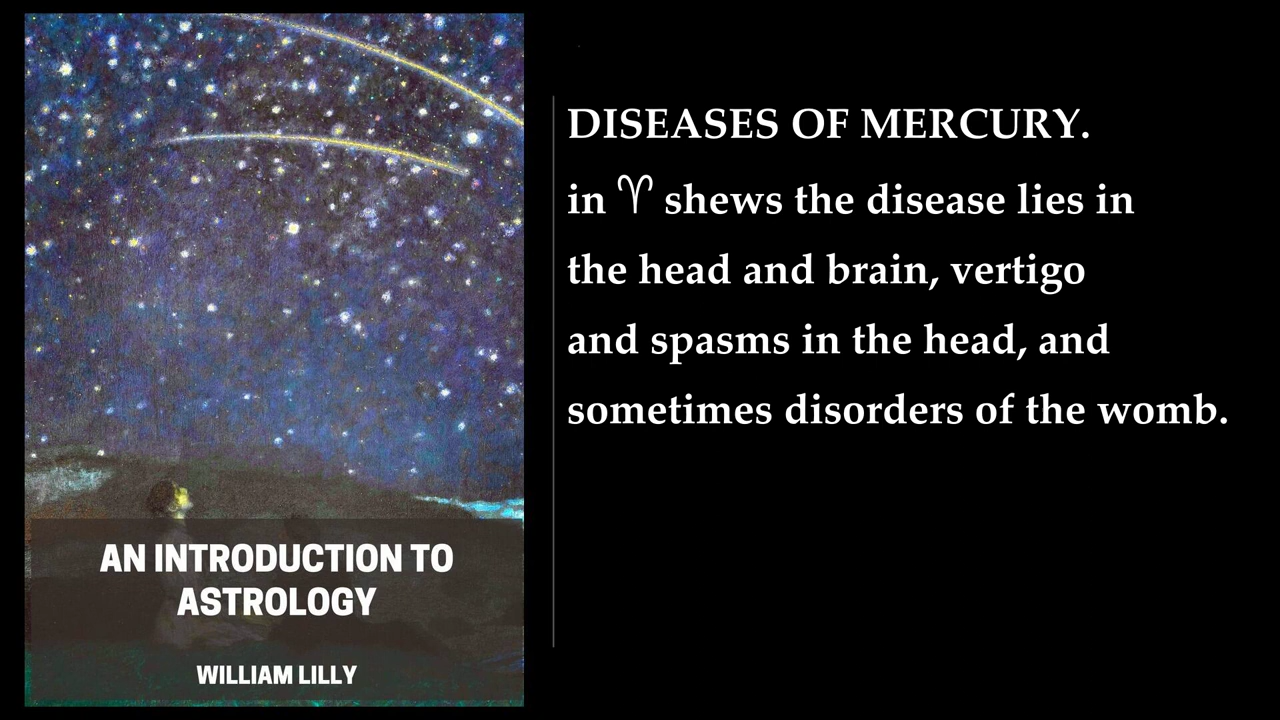 AN INTRODUCTION TO
ASTROLOGY
WILLIAM LILLY
DISEASES OF MERCURY.
in ♈ shews the disease lies in
the head and brain, vertigo
and spasms in the head, and
sometimes disorders of the womb.